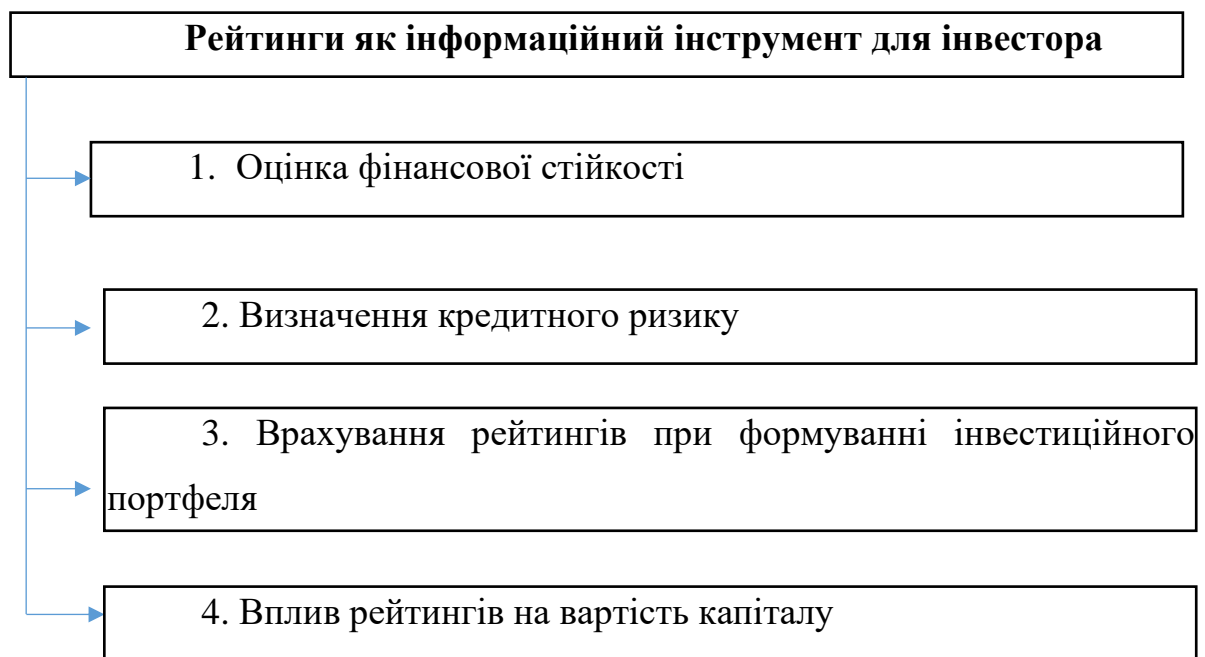 Рейтинги як інформаційний інструмент для інвестора
1. Оцінка фінансової стійкості
2. Визначення кредитного ризику
3. Врахування рейтингів при формуванні інвестиційного
портфеля
4. Вплив рейтингів на вартість капіталу